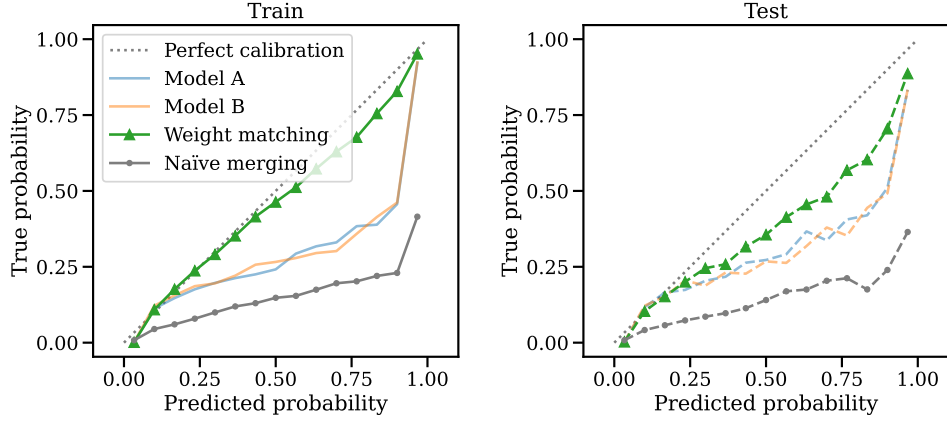 Train
Test
True probability
1.00
0.75
0.50
0.25
0.00
Perfect calibration
Model A
Model B
Weight matching
Naïve merging
0.00 0.25 0.50 0.75 1.00
Predicted probability
True probability
1.00
0.75
0.50
0.25
0.00
0.00 0.25 0.50 0.75 1.00
Predicted probability